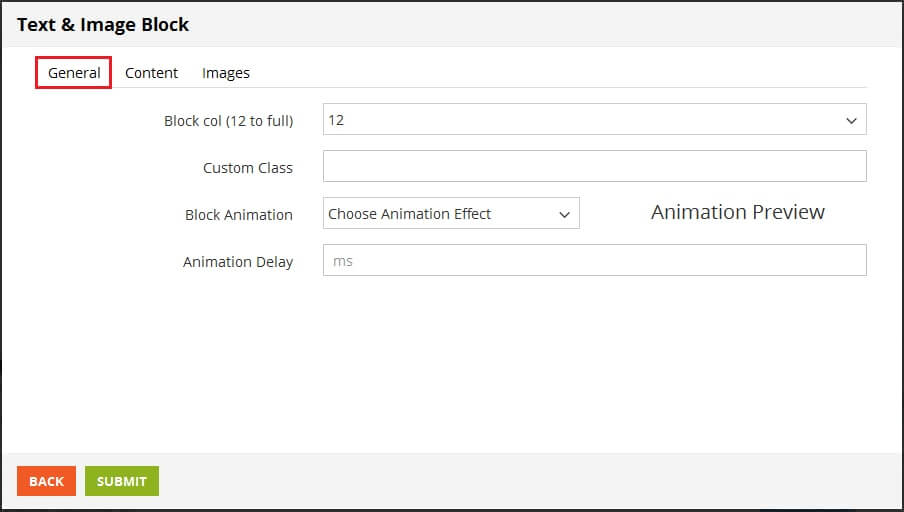 Text & Image Block
General Content Images
Block col (12 to full) 12
Custom Class
Block Animation Choose Animation Effect Animation Preview
Animation Delay ms
BACK SUBMIT